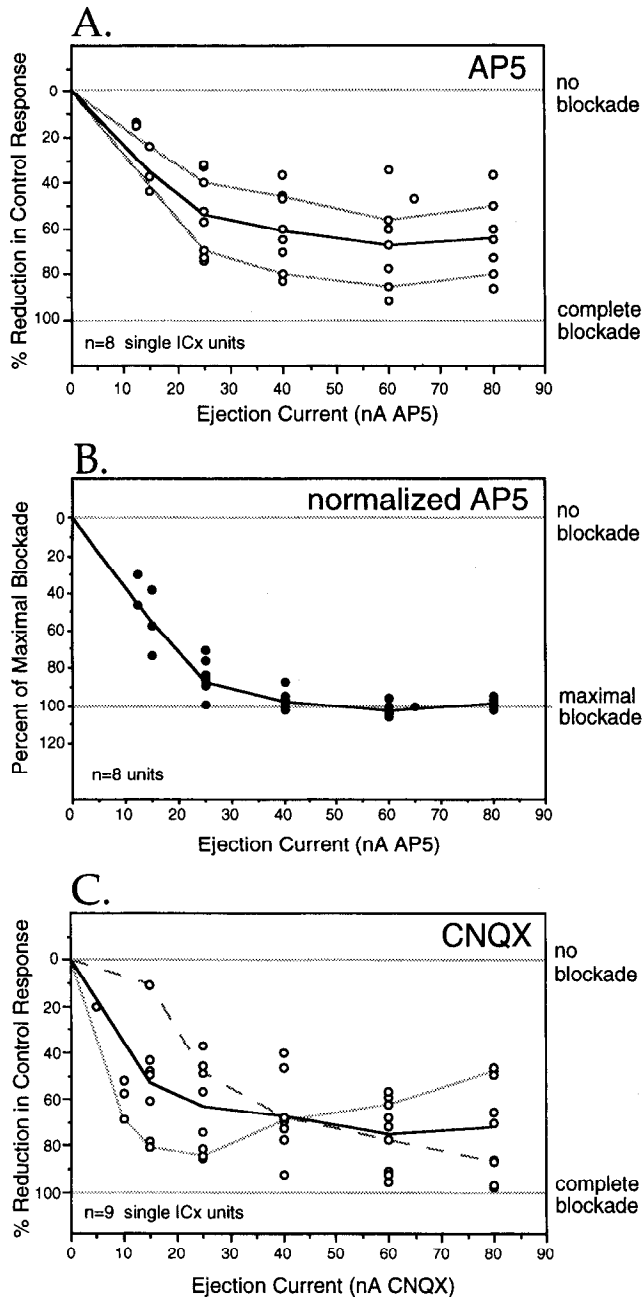 A.
AP5
% Reduction in Control Response
0
20
40
60
80
100
no
blockade
complete
blockade
n=8 single ICx units
0 10 20 30 40 50 60 70 80 90
Ejection Current (nA AP5)
B.
normalized AP5
Percent of Maximal Blockade
0
20
40
60
80
100
120
no
blockade
maximal
blockade
n=8 units
0 10 20 30 40 50 60 70 80 90
Ejection Current (nA AP5)
C.
CNQX
% Reduction in Control Response
0
20
40
60
80
100
no
blockade
complete
blockade
n=9 single ICx units
0 10 20 30 40 50 60 70 80 90
Ejection Current (nA CNQX)